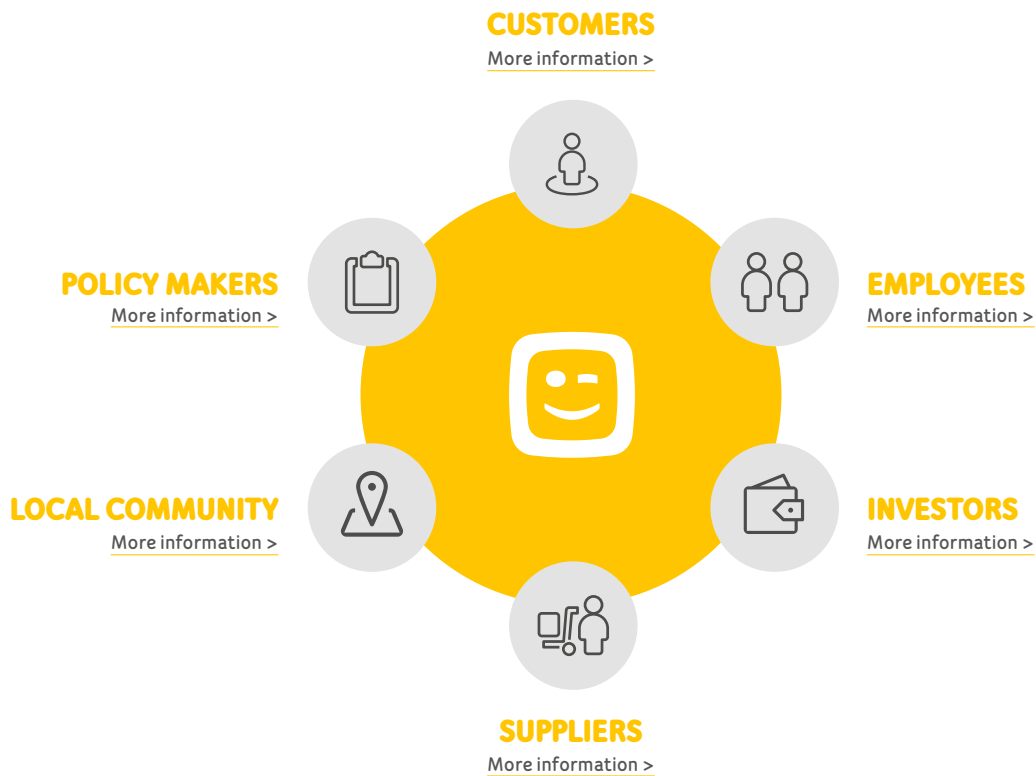 CUSTOMERS
More information >
POLICY MAKERS
More information >
EMPLOYEES
More information >
LOCAL COMMUNITY
More information >
INVESTORS
More information >
SUPPLIERS
More information >